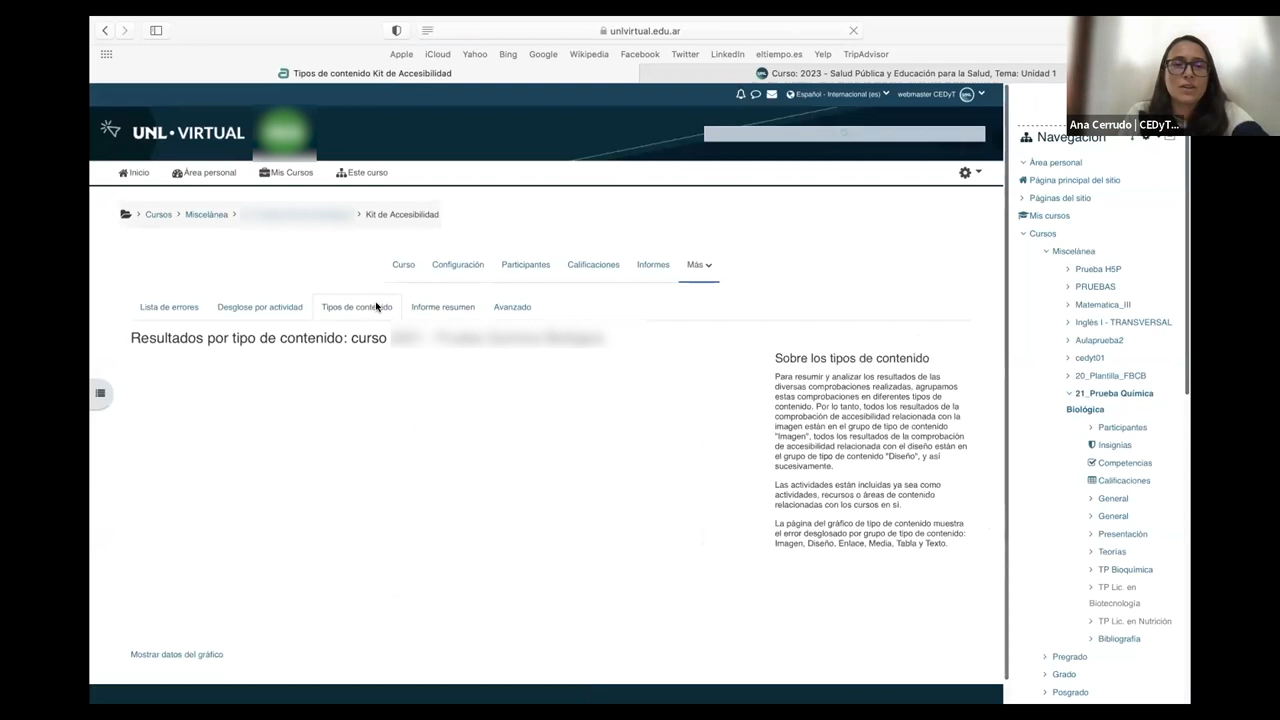 unlvirtual.edu.ar
Apple iCloud Yahoo Bing Google Wikipedia Facebook Twitter LinkedIn eltiempo.es Yelp TripAdvisor
Tipos de contenido Kit de Accesibilidad
Curso: 2023 - Salud Pública y Educación para la Salud, Tema: Unidad 1
Español - Internacional (es)
webmaster CEDyT
UNL • VIRTUAL
Ana Cerrudo | CEDyT...
Inicio Área personal Mis Cursos Este curso
Cursos > Miscelánea > > Kit de Accesibilidad
Curso Configuración Participantes Calificaciones Informes Más
Lista de errores Desglose por actividad Tipos de contenido Informe resumen Avanzado
Resultados por tipo de contenido: curso
Sobre los tipos de contenido
Para resumir y analizar los resultados de las
diversas comprobaciones realizadas, agrupamos
estas comprobaciones en diferentes tipos de
contenido. Por lo tanto, todos los resultados de la
comprobación de accesibilidad relacionada con la
imagen están en el grupo de tipo de contenido
"Imagen", todos los resultados de la comprobación
de accesibilidad relacionada con el diseño están en
el grupo de tipo de contenido "Diseño", y así
sucesivamente.
Las actividades están incluidas ya sea como
actividades, recursos o áreas de contenido
relacionadas con los cursos en sí.
La página del gráfico de tipo de contenido muestra
el error desglosado por grupo de tipo de contenido:
Imagen, Diseño, Enlace, Media, Tabla y Texto.
Mostrar datos del gráfico
Navegación
Área personal
Página principal del sitio
Páginas del sitio
Mis cursos
Cursos
Miscelánea
Prueba H5P
PRUEBAS
Matematica_III
Inglés I - TRANSVERSAL
Aulaprueba2
cedyt01
20_Plantilla_FBCB
21_Prueba Química
Biológica
Participantes
Insignias
Competencias
Calificaciones
General
General
Presentación
Teorías
TP Bioquímica
TP Lic. en
Biotecnología
TP Lic. en Nutrición
Bibliografía
Pregrado
Grado
Posgrado